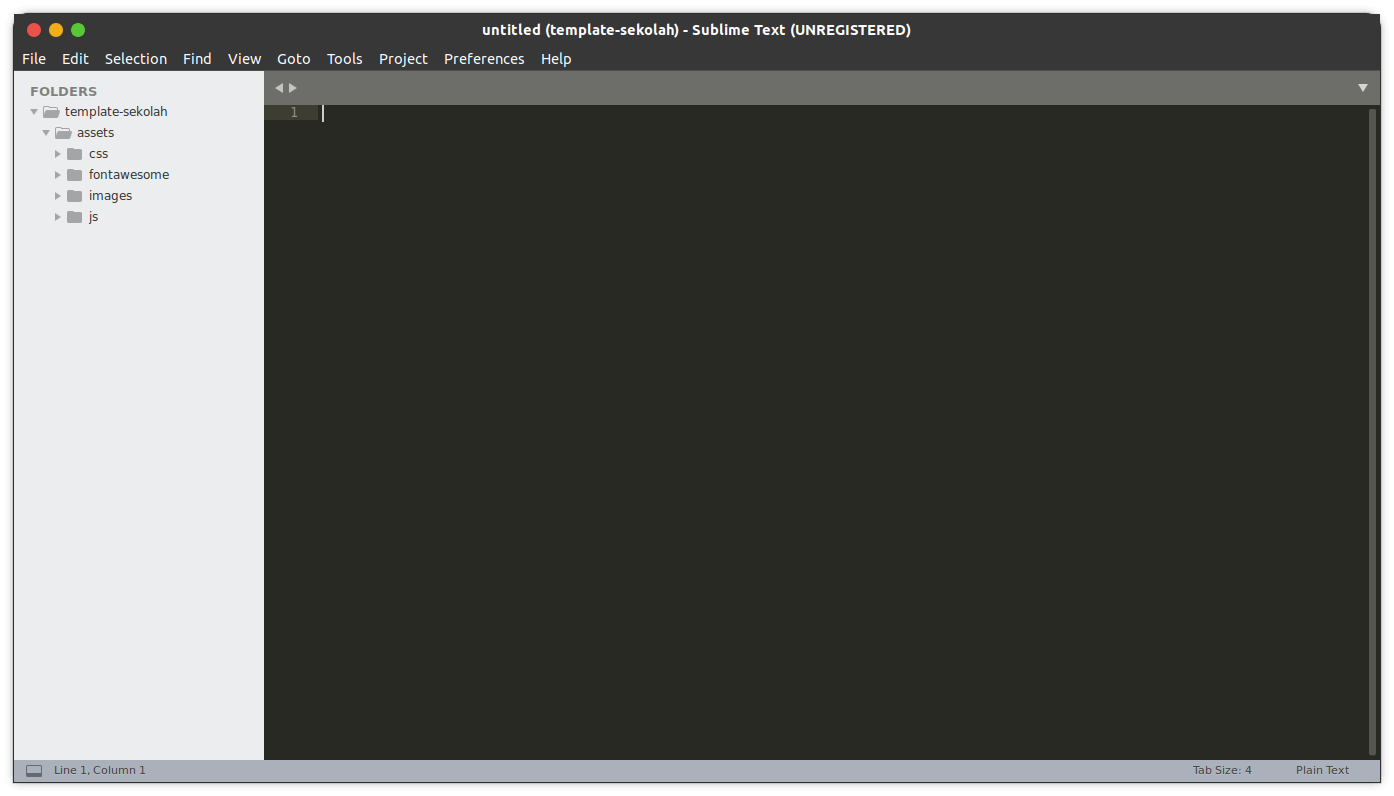 untitled (template-sekolah) - Sublime Text (UNREGISTERED)
File Edit Selection Find View Goto Tools Project Preferences Help
FOLDERS
template-sekolah
assets
css
fontawesome
images
js
1
Line 1, Column 1 Tab Size: 4 Plain Text